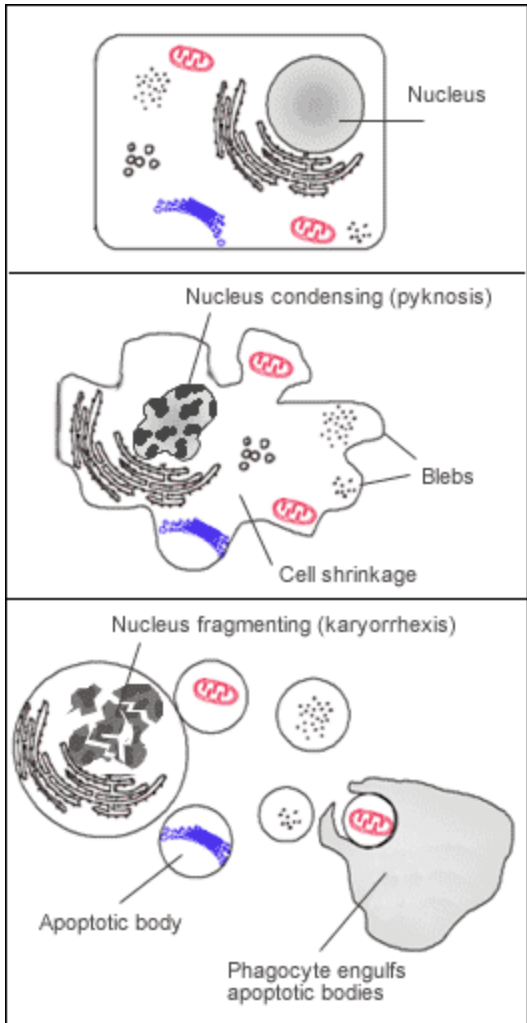 Nucleus
Nucleus condensing (pyknosis)
Blebs
Cell shrinkage
Nucleus fragmenting (karyorrhexis)
Apoptotic body
Phagocyte engulfs
apoptotic bodies